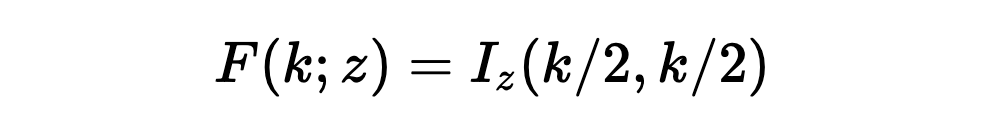 F(k; z) = I_z(k/2, k/2)